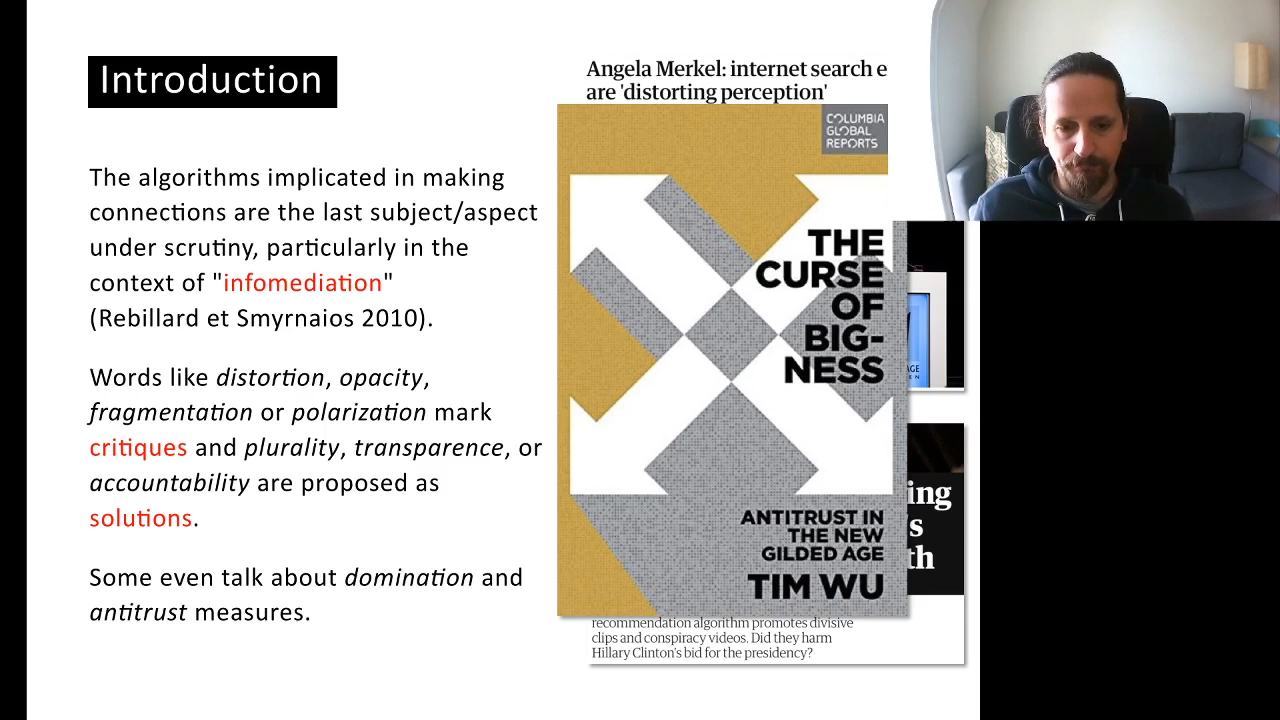 Introduction
The algorithms implicated in making
connections are the last subject/aspect
under scrutiny, particularly in the
context of "infomediation"
(Rebillard et Smyrnaios 2010).
Words like distortion, opacity,
fragmentation or polarization mark
critiques and plurality, transparence, or
accountability are proposed as
solutions.
Some even talk about domination and
antitrust measures.
Angela Merkel: internet search e
are 'distorting perception'
COLUMBIA
GLOBAL
REPORTS
THE
CURSE
OF
BIG-
NESS
ANTITRUST IN
THE NEW
GILDED AGE
TIM WU
AGE
EN
ing
's
th
recommendation algorithm promotes divisive
clips and conspiracy videos. Did they harm
Hillary Clinton's bid for the presidency?